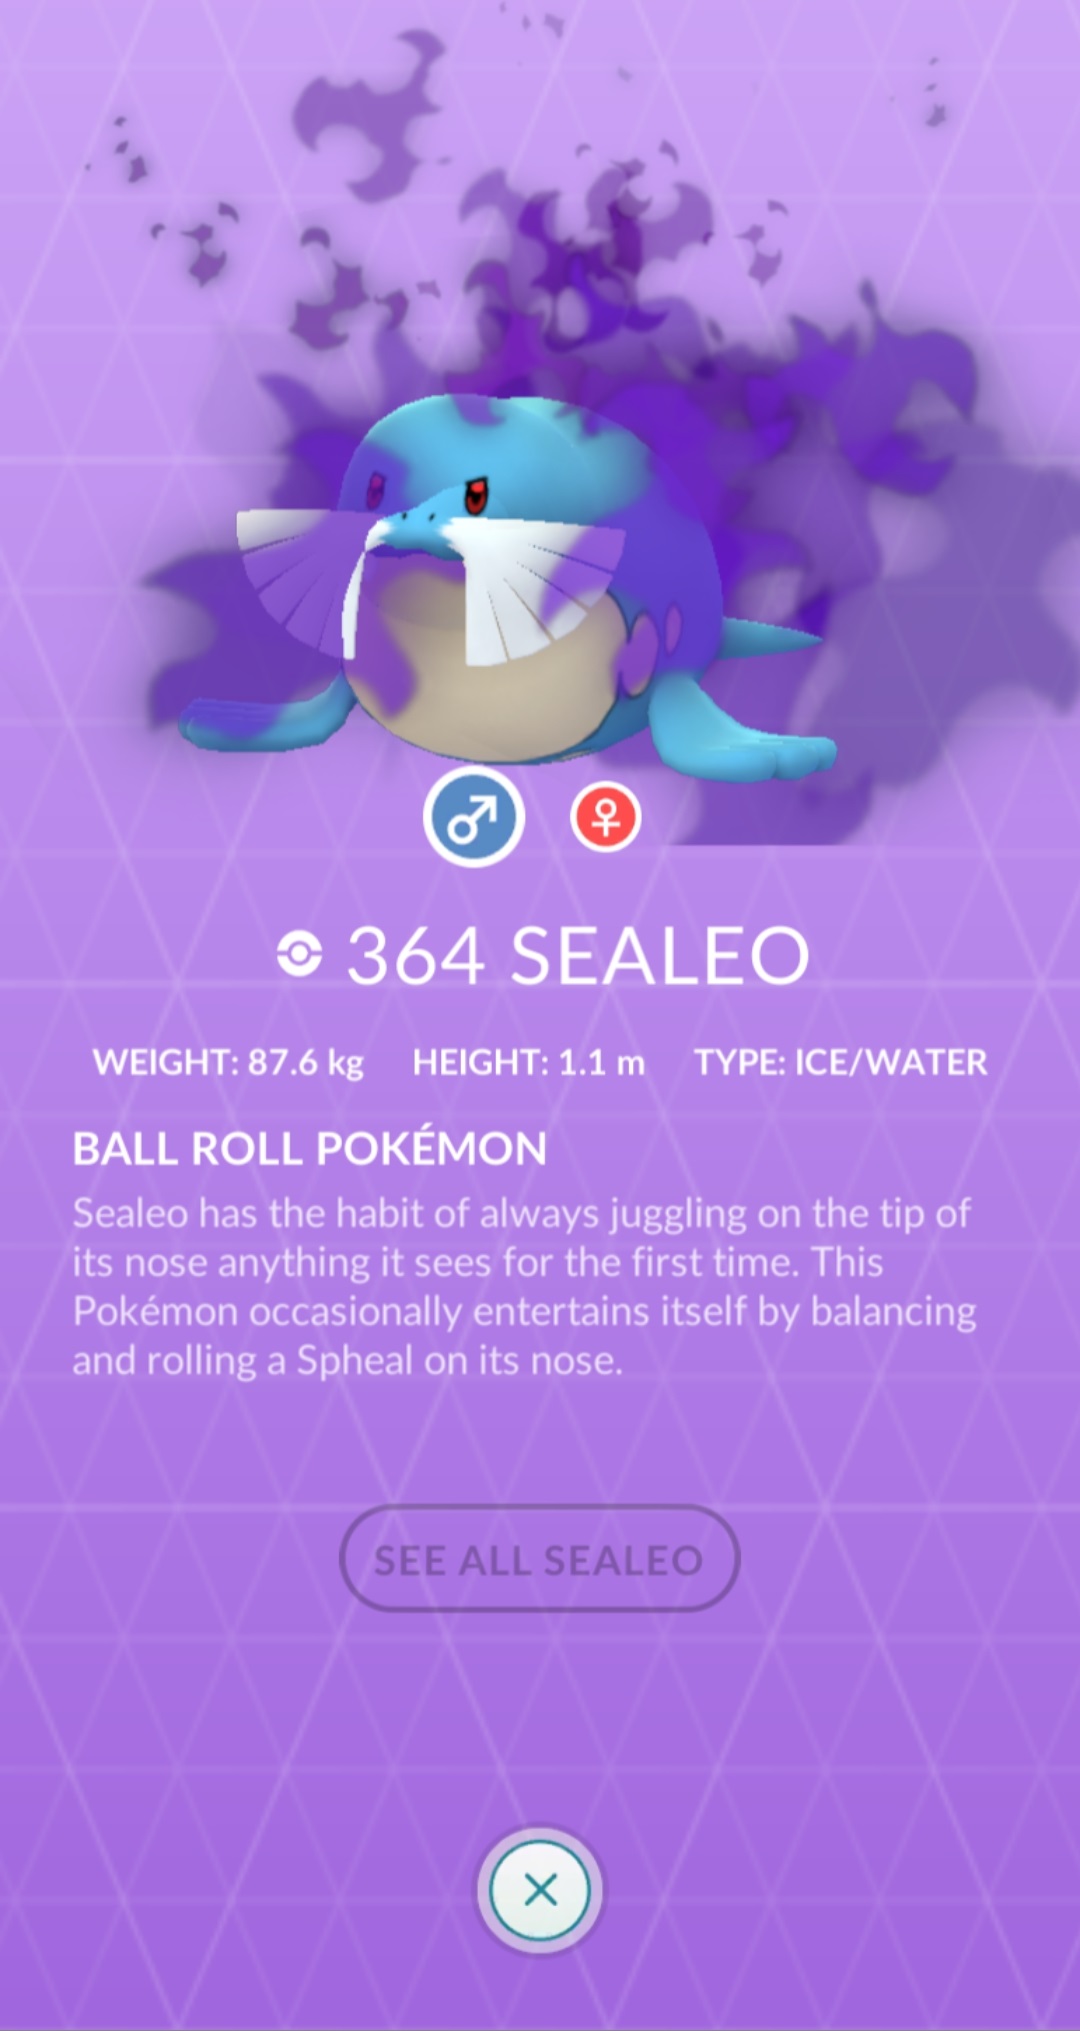 364 SEALEO
WEIGHT: 87.6 kg HEIGHT: 1.1 m TYPE: ICE/WATER
BALL ROLL POKÉMON
Sealeo has the habit of always juggling on the tip of
its nose anything it sees for the first time. This
Pokémon occasionally entertains itself by balancing
and rolling a Spheal on its nose.
SEE ALL SEALEO